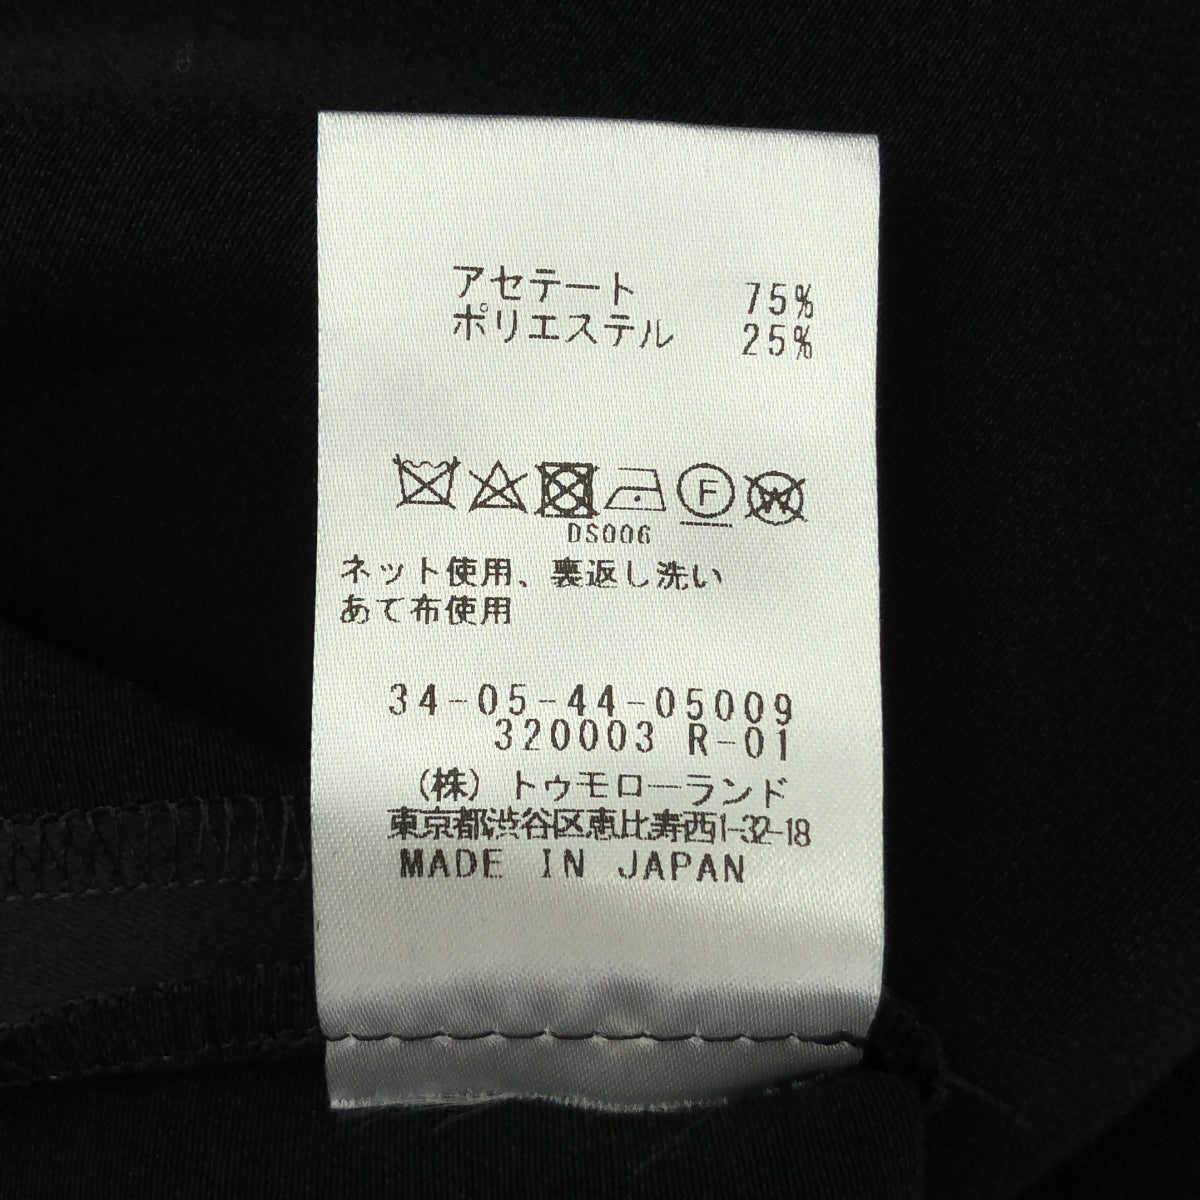 アセテート 75%
ポリエステル 25%
F W
DS006
ネット使用、裏返し洗い
あて布使用
34-05-44-05009
320003 R-01
(株)トゥモローランド
東京都渋谷区恵比寿西1-32-18
MADE IN JAPAN